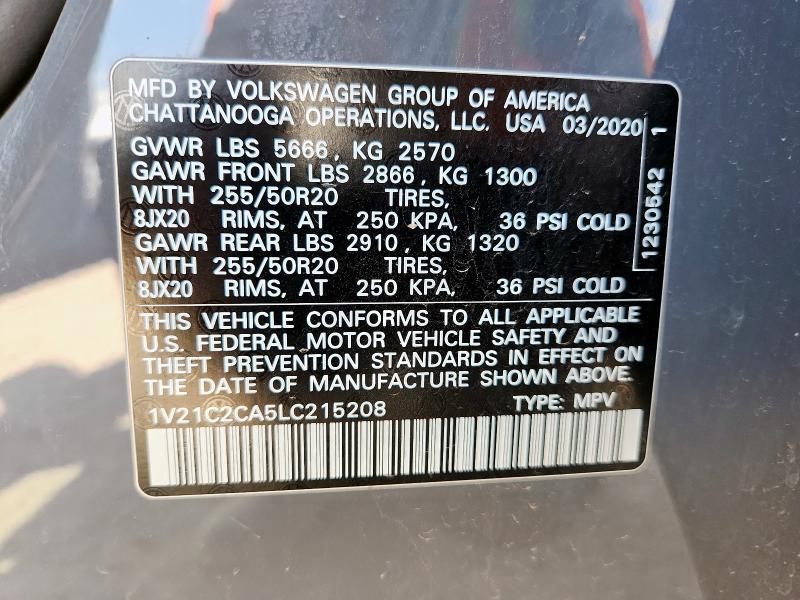 MFD BY VOLKSWAGEN GROUP OF AMERICA
CHATTANOOGA OPERATIONS, LLC. USA 03/2020
GVWR LBS 5666, KG 2570
GAWR FRONT LBS 2866, KG 1300
WITH 255/50R20 TIRES,
8JX20 RIMS, AT 250 KPA, 36 PSI COLD
GAWR REAR LBS 2910, KG 1320
WITH 255/50R20 TIRES,
8JX20 RIMS, AT 250 KPA, 36 PSI COLD
1230542 1
THIS VEHICLE CONFORMS TO ALL APPLICABLE
U.S. FEDERAL MOTOR VEHICLE SAFETY AND
THEFT PREVENTION STANDARDS IN EFFECT ON
THE DATE OF MANUFACTURE SHOWN ABOVE.
1V21C2CA5LC215208 TYPE: MPV